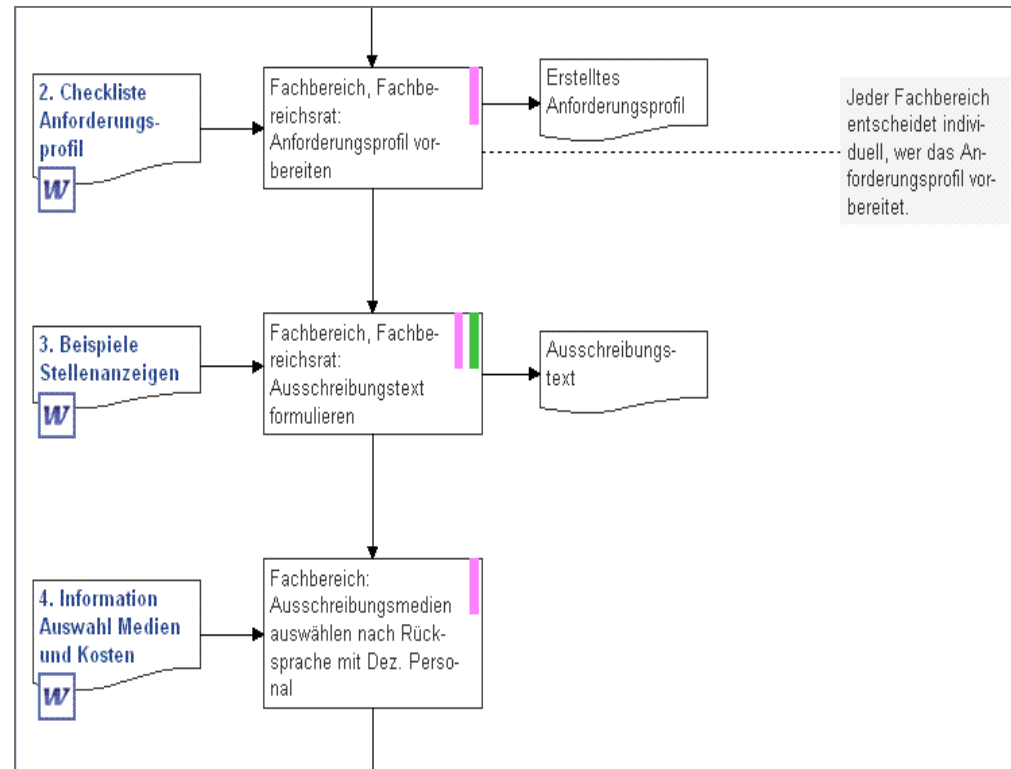 2. Checkliste
Anforderungs-
profil
W
Fachbereich, Fachbe-
reichsrat:
Anforderungsprofil vor-
bereiten
Erstelltes
Anforderungsprofil
Jeder Fachbereich
entscheidet indivi-
duell, wer das An-
forderungsprofil vor-
bereitet.
3. Beispiele
Stellenanzeigen
W
Fachbereich, Fachbe-
reichsrat:
Ausschreibungstext
formulieren
Ausschreibungs-
text
4. Information
Auswahl Medien
und Kosten
W
Fachbereich:
Ausschreibungsmedien
auswählen nach Rück-
sprache mit Dez. Perso-
nal